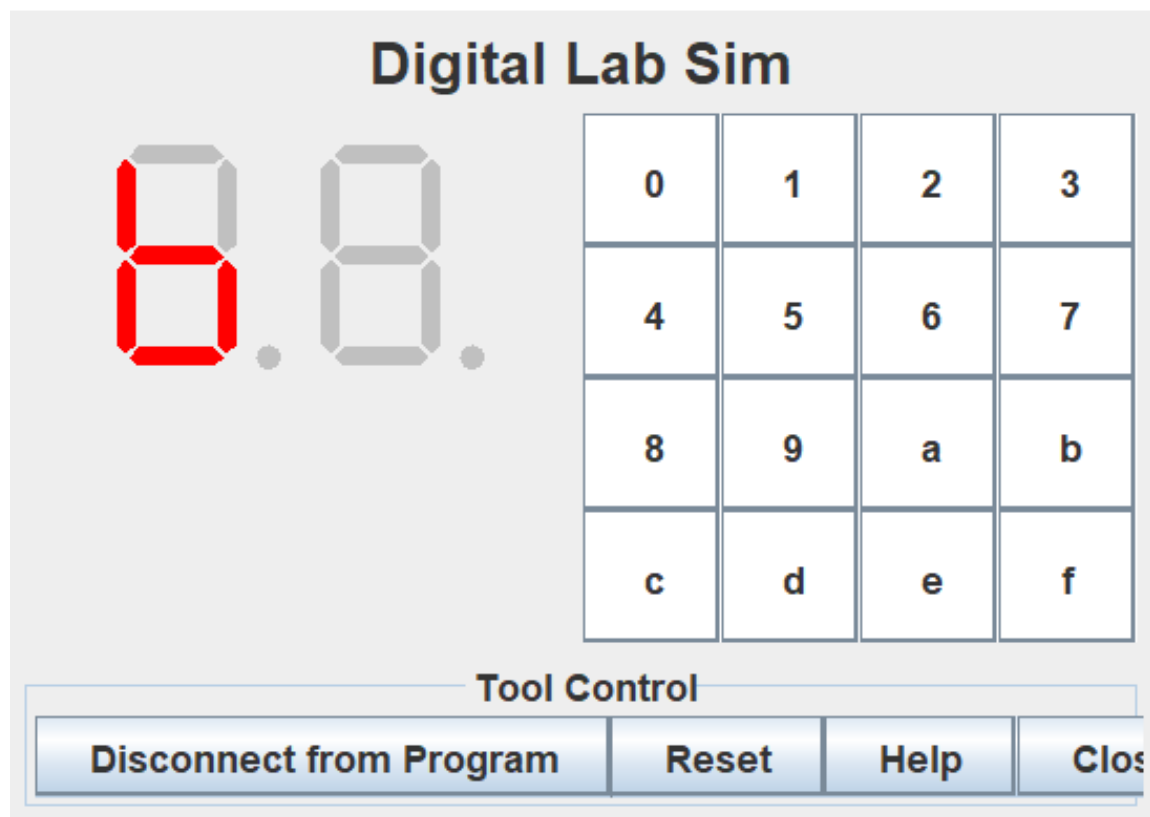 Digital Lab Sim
b
0 1 2 3
4 5 6 7
8 9 a b
c d e f
Tool Control
Disconnect from Program Reset Help Clos